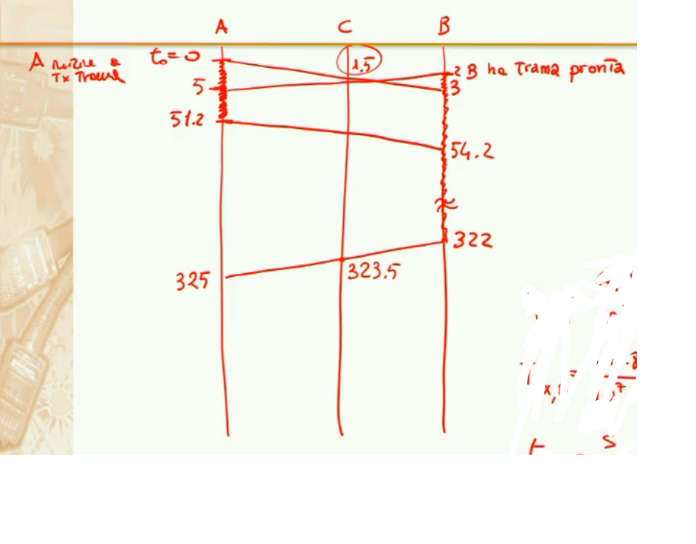 A C B
A inizia a t₀=0 1,5
Tx Trama
2 B ha Trama pronta
5 3
51.2
54.2
322
323.5
325
=
x,
t s